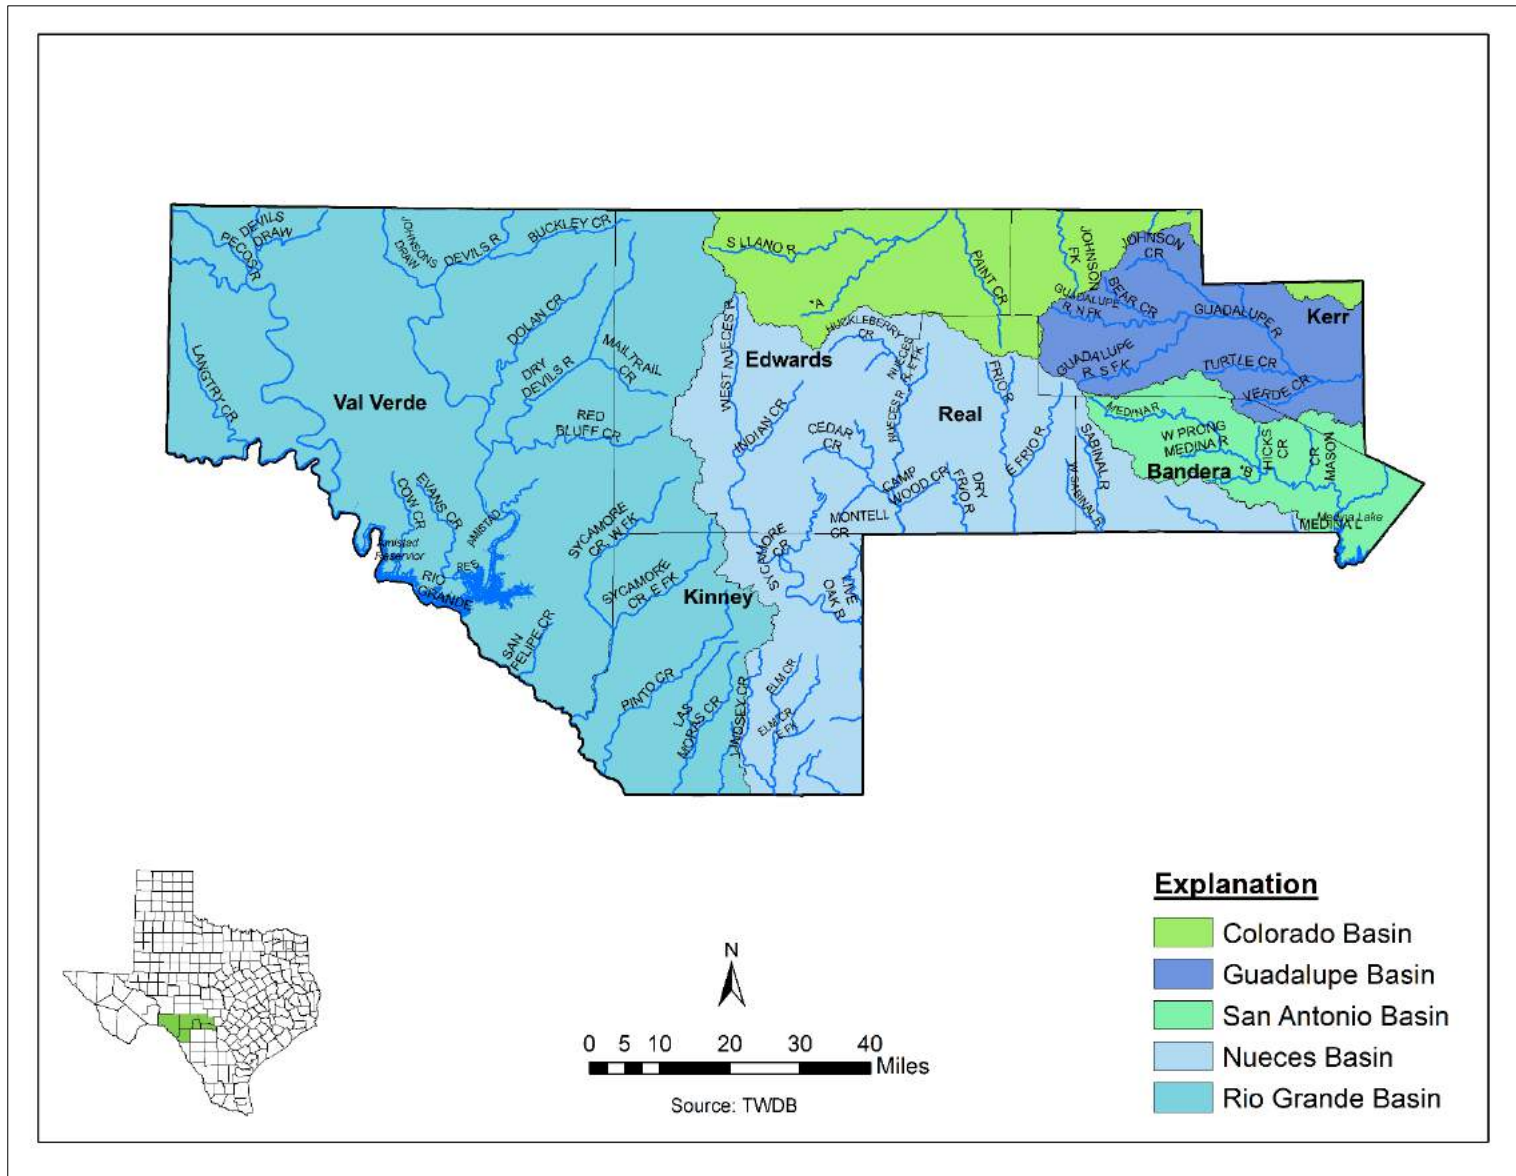 DEVILS
DRAW
PECOS R
JOHNSONS
DRAW
DEVILS R
BUCKLEY CR
S LLANO R
PAINT CR
JOHNSON
FK
JOHNSON
CR
BEAR CR
GUADALUPE
R, N FK
GUADALUPE R
Kerr
*A
DOLAN CR
LANGTRY CR
DRY
DEVILS R
MAILTRAIL
CR
WEST NUECES R
HUCKLEBERRY
CR
NUECES
R, E FK
Edwards
GUADALUPE
R, S FK
TURTLE CR
VERDE CR
Val Verde
RED
BLUFF CR
INDIAN CR
CEDAR
CR
NUECES R
FRIO R
Real
MEDINA R
W PRONG
MEDINA R
HICKS
CR
CR
MASON
SABINAL R
Bandera
*B
E FRIO R
W SABINAL R
CAMP
WOOD CR
DRY
FRIO R
MONTELL
CR
MEDINA L
Medina Lake
COW CR
EVANS CR
AMISTAD
RES
Amistad
Reservoir
RIO
GRANDE
SYCAMORE
CR, W FK
SYCAMORE
CR, E FK
SYCAMORE
CR
Kinney
LIVE
OAK R
SAN
FELIPE CR
PINTO CR
LAS
MORAS CR
LINDSEY CR
ELM CR
ELM CR
E FK
Explanation
Colorado Basin
Guadalupe Basin
San Antonio Basin
Nueces Basin
Rio Grande Basin
N
0 5 10 20 30 40
Miles
Source: TWDB